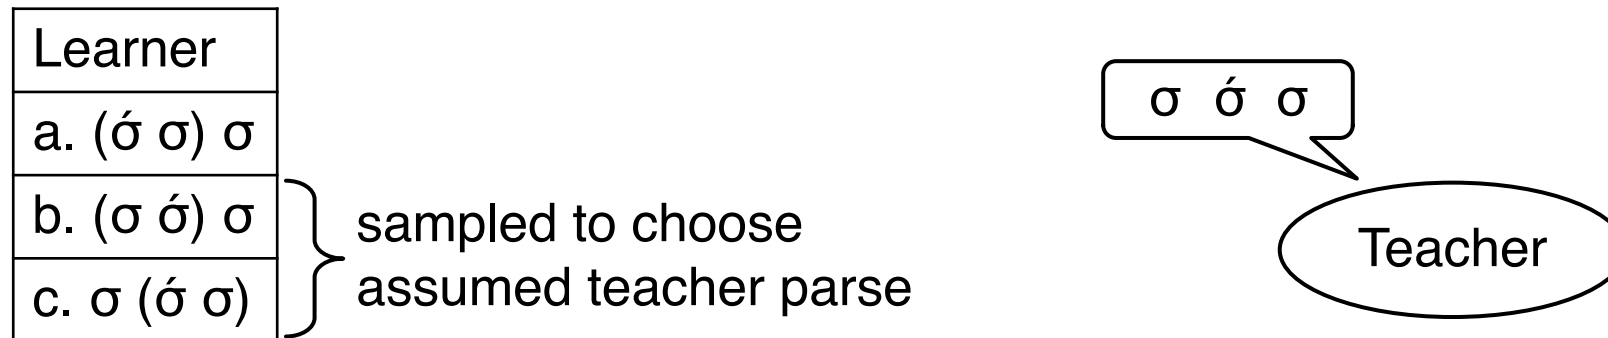 Learner
a. (σ́ σ) σ
b. (σ σ́) σ
c. σ (σ́ σ)
sampled to choose
assumed teacher parse
σ σ́ σ
Teacher